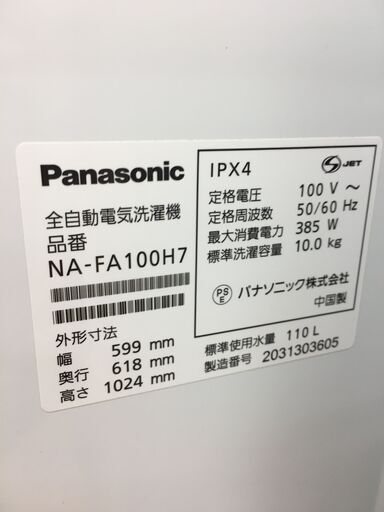 Panasonic
全自動電気洗濯機
品番
NA-FA100H7
外形寸法
幅 599 mm
奥行 618 mm
高さ 1024 mm
IPX4
S JET
定格電圧 100 V ～
定格周波数 50/60 Hz
最大消費電力 385 W
標準洗濯容量 10.0 kg
PS E パナソニック株式会社
中国製
標準使用水量 110 L
製造番号 2031303605